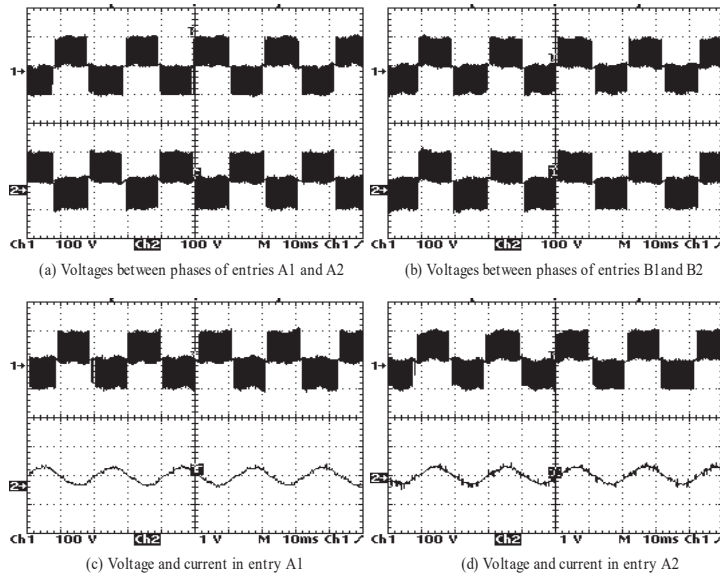 1→
1→
2→
2→
Ch1 100 V Ch2 100 V M 10ms Ch1
Ch1 100 V Ch2 100 V M 10ms Ch1
(a) Voltages between phases of entries A1 and A2
(b) Voltages between phases of entries B1and B2
1→
1→
2→
2→
Ch1 100 V Ch2 1 V M 10ms Ch1
Ch1 100 V Ch2 1 V M 10ms Ch1
(c) Voltage and current in entry A1
(d) Voltage and current in entry A2